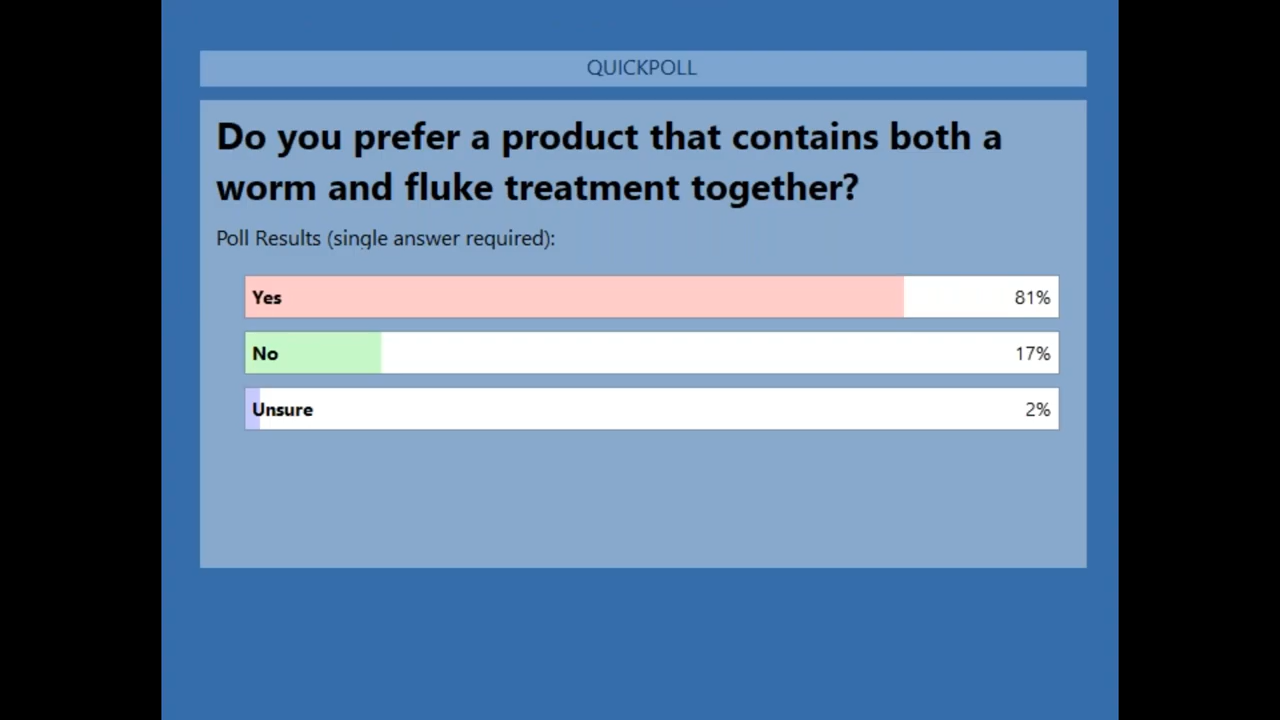 QUICKPOLL
Do you prefer a product that contains both a
worm and fluke treatment together?
Poll Results (single answer required):
Yes 81%
No 17%
Unsure 2%